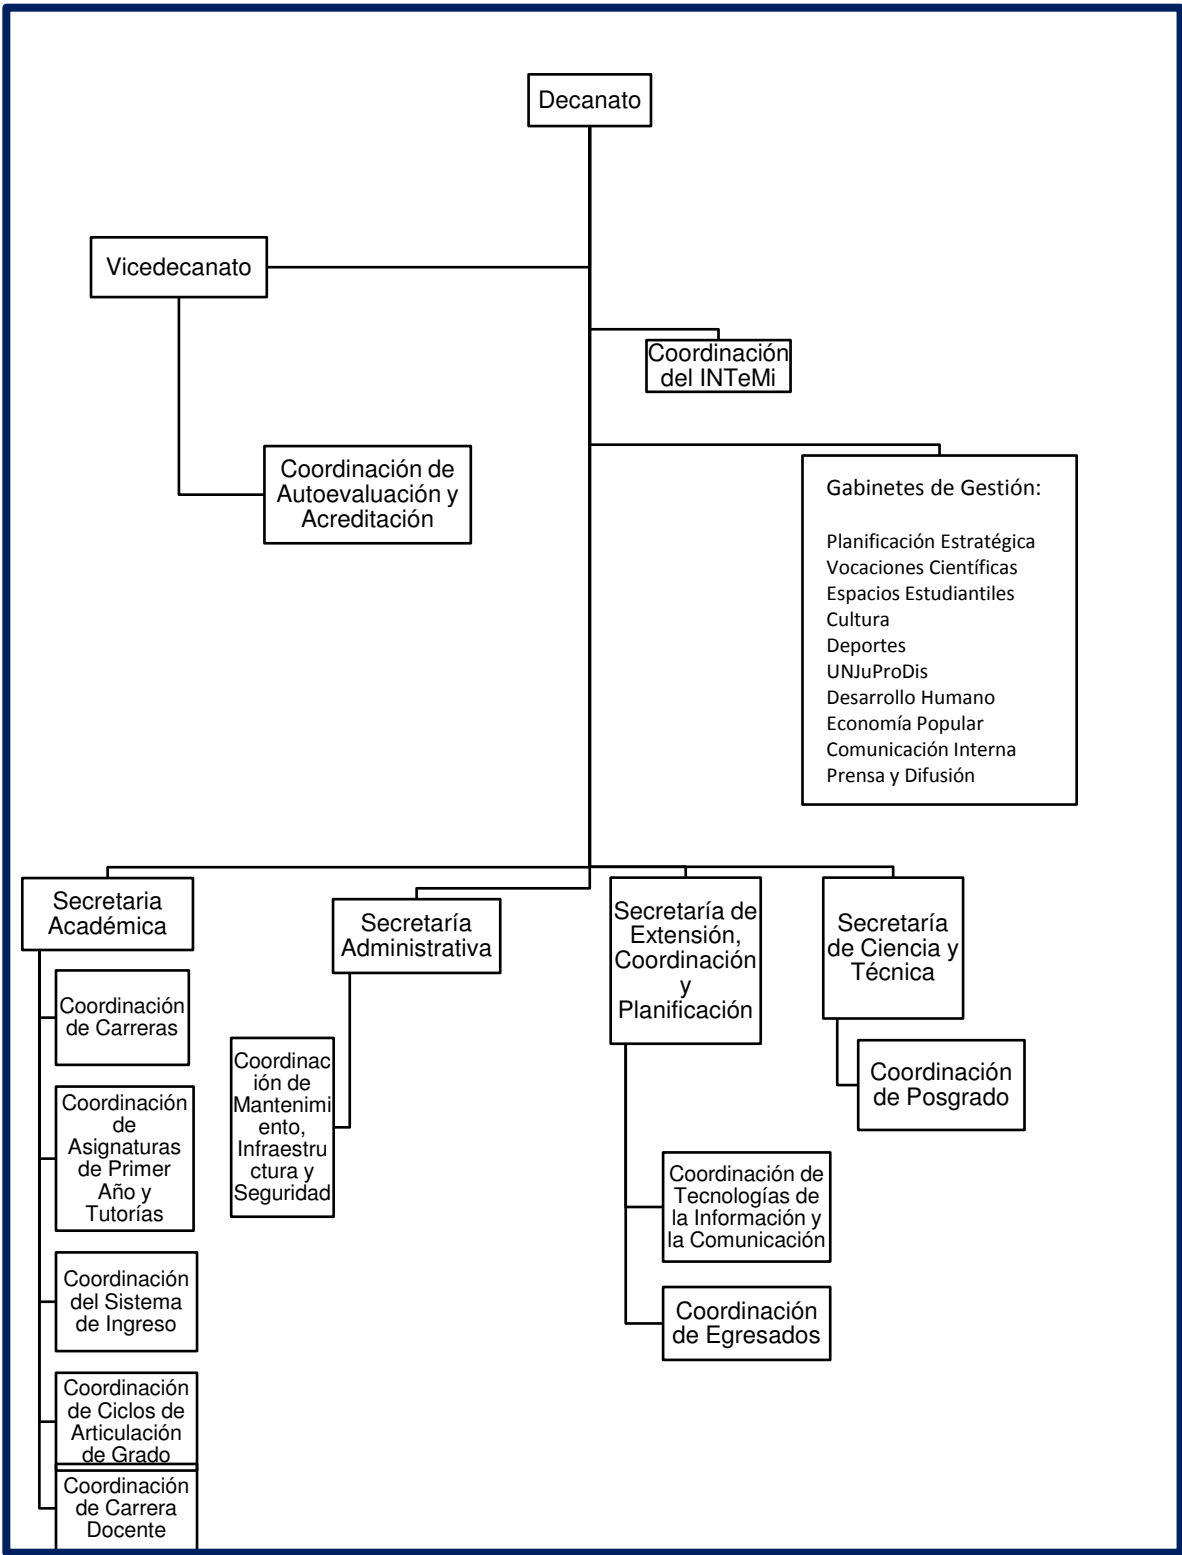 Decanato
Vicedecanato
Coordinación
del INTeMi
Coordinación de
Autoevaluación y
Acreditación
Gabinetes de Gestión:
Planificación Estratégica
Vocaciones Científicas
Espacios Estudiantiles
Cultura
Deportes
UNJuProDis
Desarrollo Humano
Economía Popular
Comunicación Interna
Prensa y Difusión
Secretaria
Académica
Coordinación
de Carreras
Coordinación
de
Asignaturas
de Primer
Año y
Tutorías
Coordinación
del Sistema
de Ingreso
Coordinación
de Ciclos de
Articulación
de Grado
Coordinación
de Carrera
Docente
Secretaría
Administrativa
Coordinac
ión de
Mantenimi
ento,
Infraestru
ctura y
Seguridad
Secretaría de
Extensión,
Coordinación
y
Planificación
Coordinación de
Tecnologías de
la Información y
la Comunicación
Coordinación
de Egresados
Secretaría
de Ciencia y
Técnica
Coordinación
de Posgrado